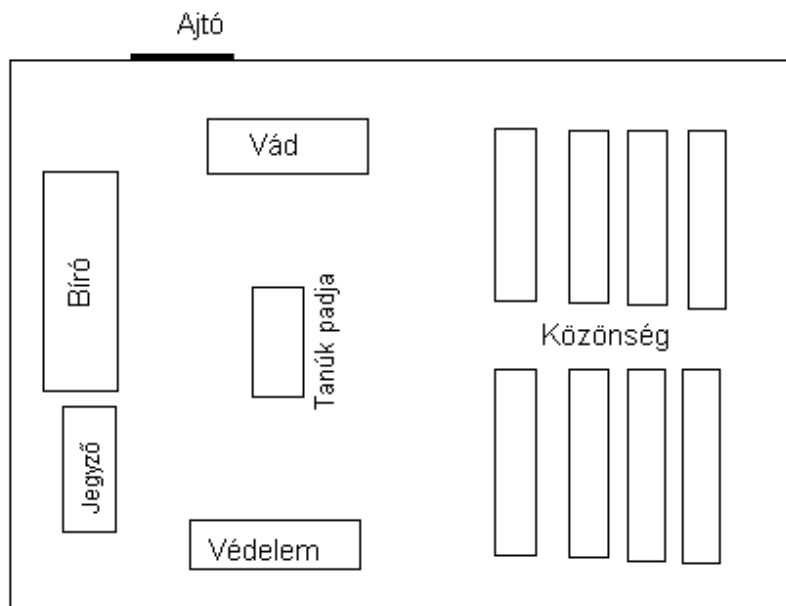 Ajtó
Vád
Bíró
Tanúk padja
Közönség
Jegyző
Védelem